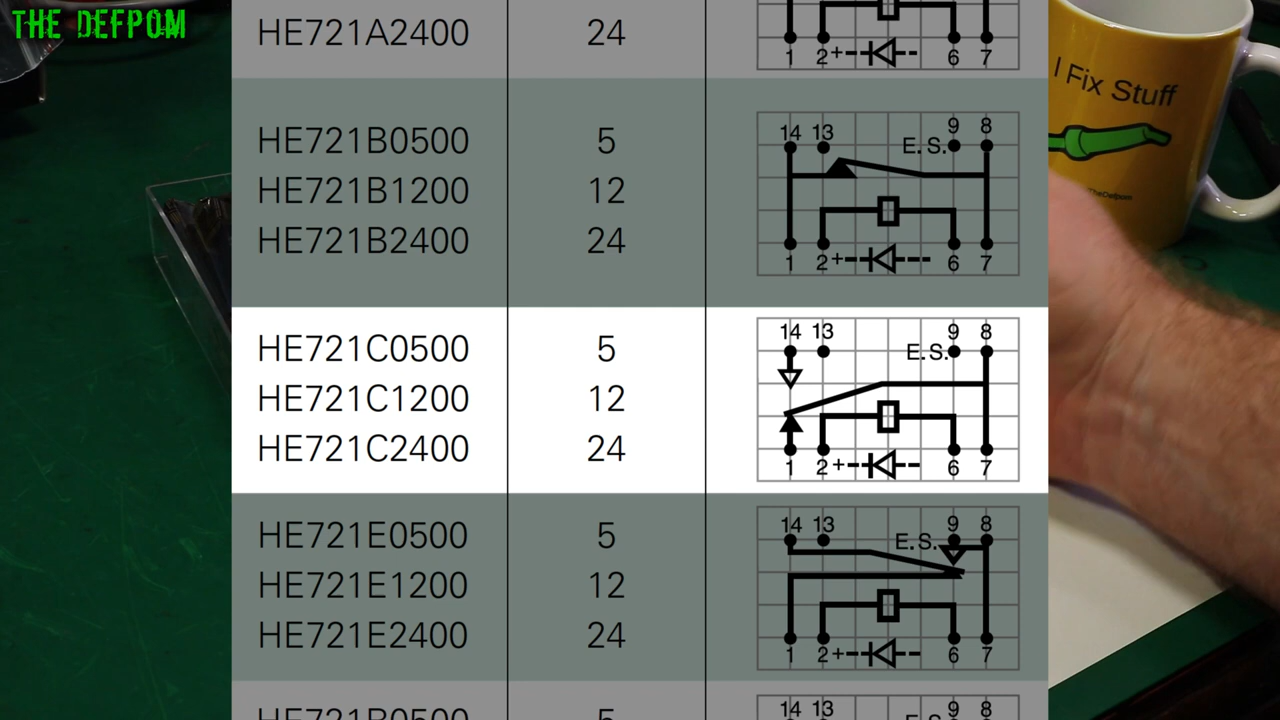 THE DEFPOM
HE721A2400 24
1 2+ 6 7
I Fix Stuff
TheDefpom
14 13 E.S. 9 8
HE721B0500 5
HE721B1200 12
HE721B2400 24
1 2+ 6 7
14 13 E.S. 9 8
HE721C0500 5
HE721C1200 12
HE721C2400 24
1 2+ 6 7
14 13 E.S. 9 8
HE721E0500 5
HE721E1200 12
HE721E2400 24
1 2+ 6 7
14 13 9 8